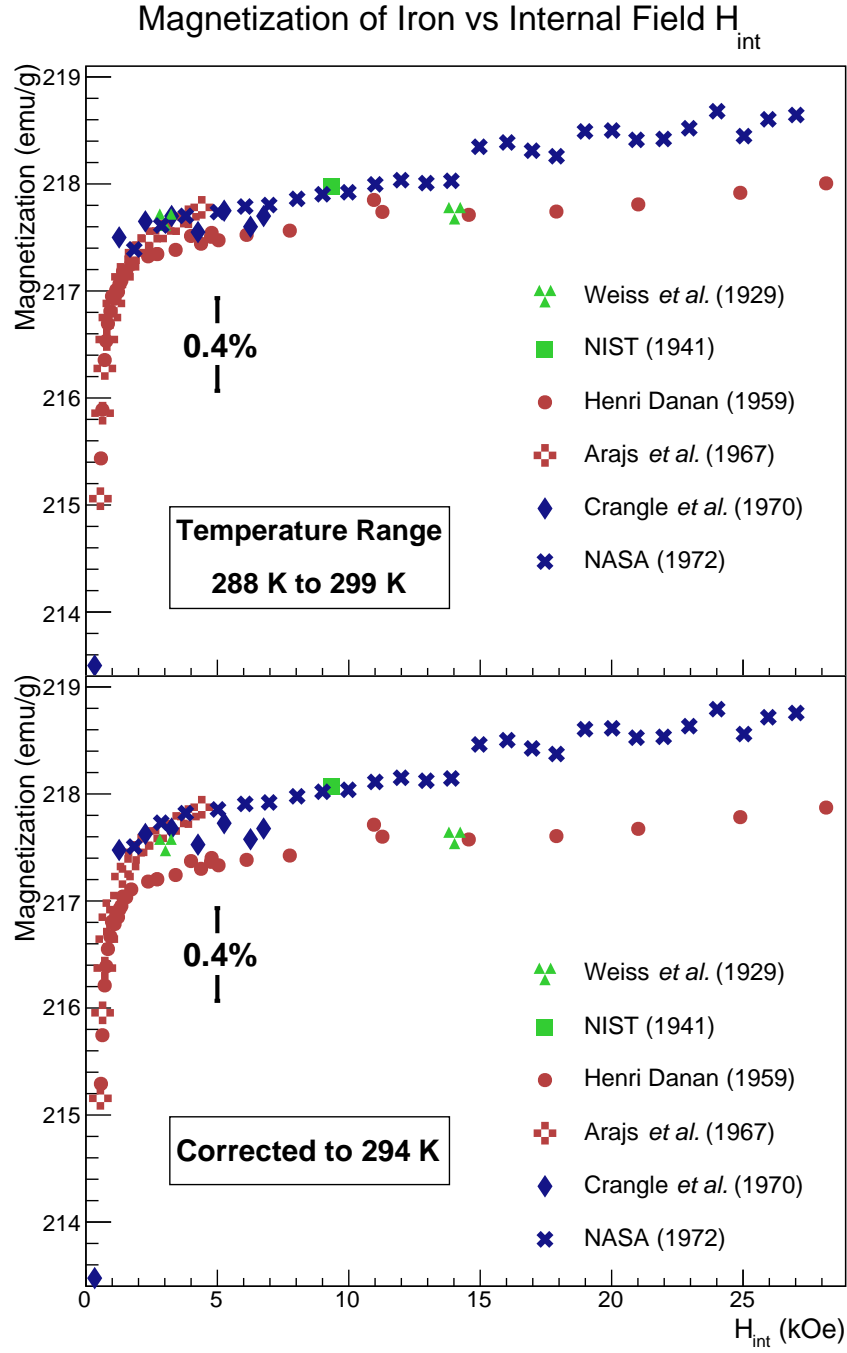 Magnetization of Iron vs Internal Field H_int
Magnetization (emu/g)
219
218
217
216
215
214
0.4%
Weiss et al. (1929)
NIST (1941)
Henri Danan (1959)
Arajs et al. (1967)
Crangle et al. (1970)
NASA (1972)
Temperature Range
288 K to 299 K
Magnetization (emu/g)
219
218
217
216
215
214
0.4%
Weiss et al. (1929)
NIST (1941)
Henri Danan (1959)
Arajs et al. (1967)
Crangle et al. (1970)
NASA (1972)
Corrected to 294 K
0 5 10 15 20 25
H_int (kOe)